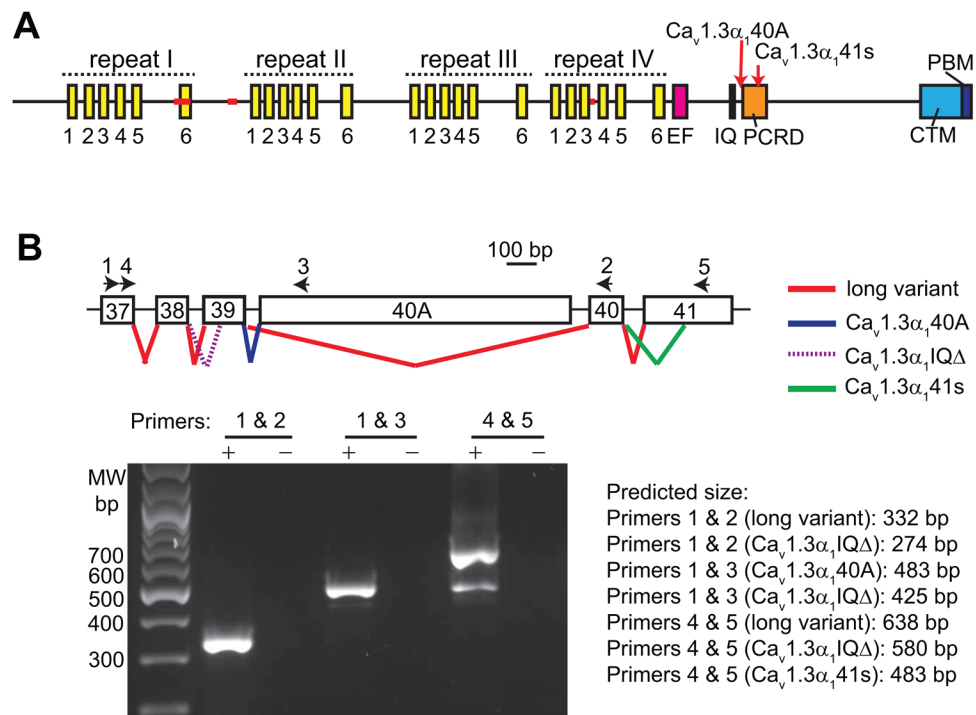 A
repeat I
repeat II
repeat III
repeat IV
Caᵥ1.3α₁40A
Caᵥ1.3α₁41s
PBM
1 2 3 4 5 6
1 2 3 4 5 6
1 2 3 4 5 6
1 2 3 4 5 6 EF IQ PCRD CTM
B
100 bp
1 4 3 2 5
37 38 39 40A 40 41
long variant
Caᵥ1.3α₁40A
Caᵥ1.3α₁IQΔ
Caᵥ1.3α₁41s
Primers: 1 & 2 1 & 3 4 & 5
+ – + – + –
MW
bp
700
600
500
400
300
Predicted size:
Primers 1 & 2 (long variant): 332 bp
Primers 1 & 2 (Caᵥ1.3α₁IQΔ): 274 bp
Primers 1 & 3 (Caᵥ1.3α₁40A): 483 bp
Primers 1 & 3 (Caᵥ1.3α₁IQΔ): 425 bp
Primers 4 & 5 (long variant): 638 bp
Primers 4 & 5 (Caᵥ1.3α₁IQΔ): 580 bp
Primers 4 & 5 (Caᵥ1.3α₁41s): 483 bp